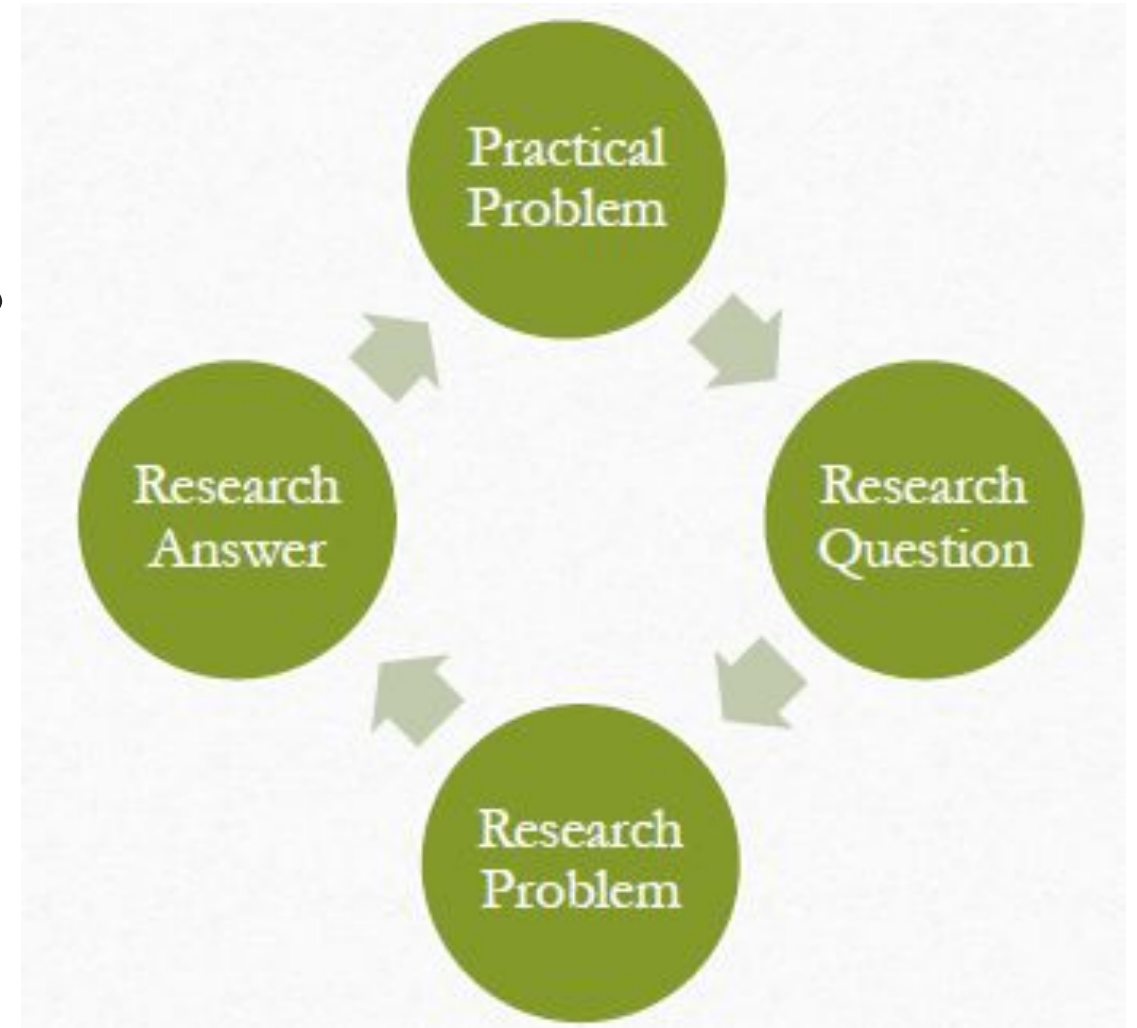 Practical
Problem
Research
Question
Research
Problem
Research
Answer